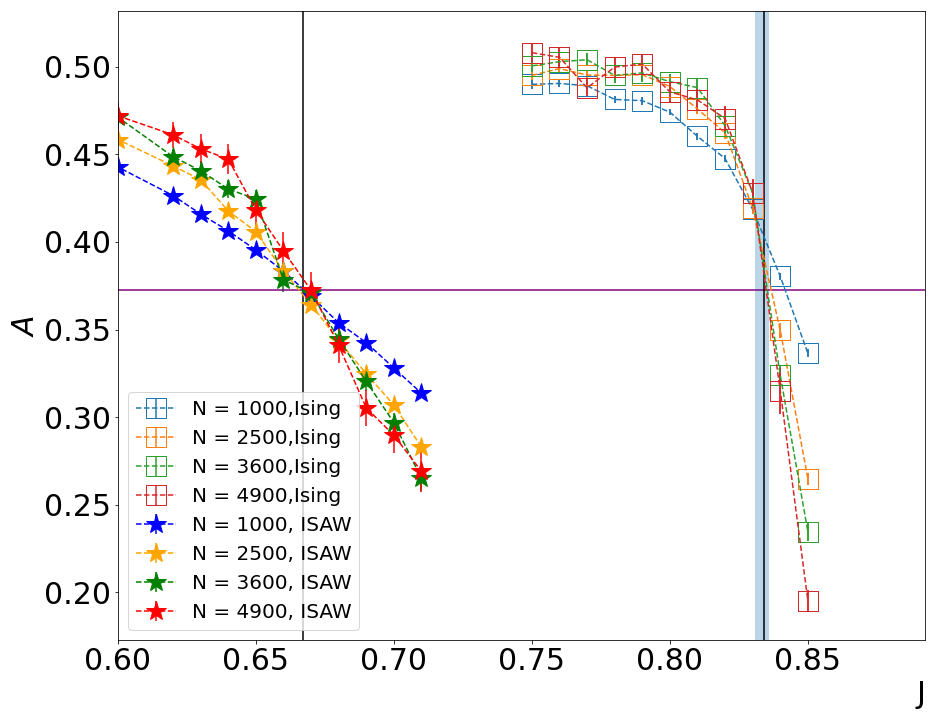 0.50
0.45
0.40
0.35
0.30
0.25
0.20
A
N = 1000,Ising
N = 2500,Ising
N = 3600,Ising
N = 4900,Ising
N = 1000, ISAW
N = 2500, ISAW
N = 3600, ISAW
N = 4900, ISAW
0.60 0.65 0.70 0.75 0.80 0.85
J